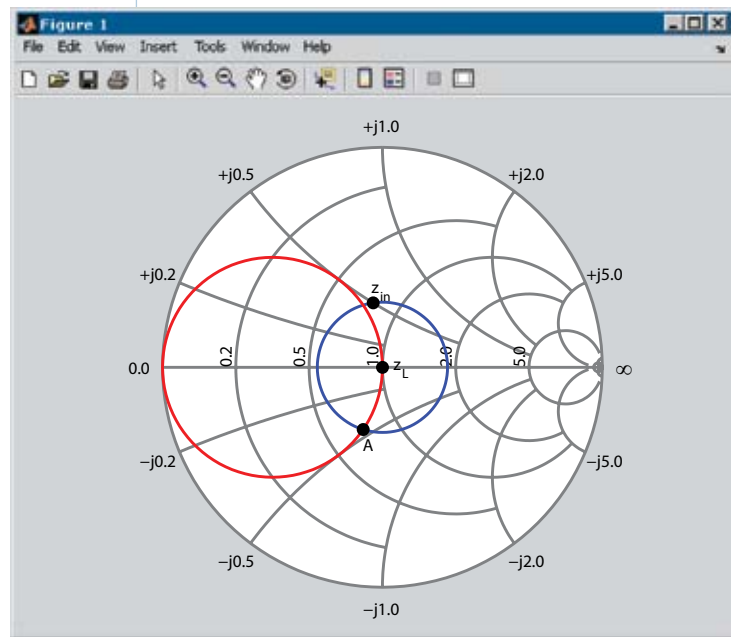 Figure 1
File Edit View Insert Tools Window Help
+j1.0
+j0.5
+j2.0
+j0.2
+j5.0
z_in
0.0
0.2
0.5
1.0
2.0
5.0
z_L
∞
A
−j0.2
−j5.0
−j0.5
−j2.0
−j1.0